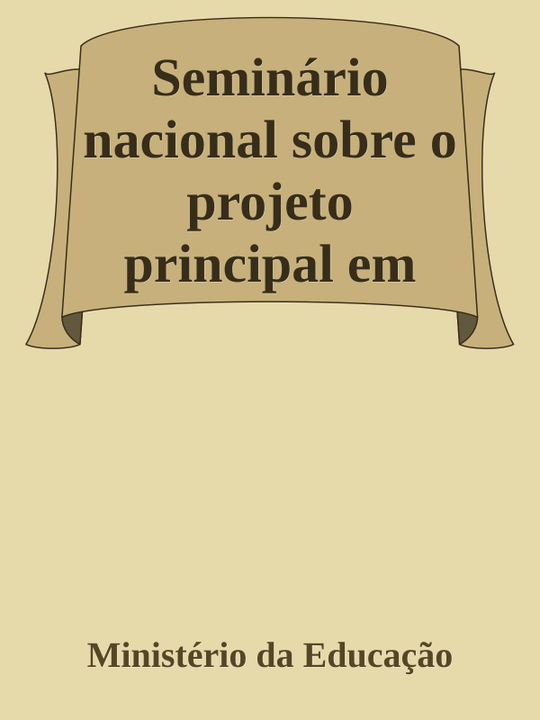 Seminário
nacional sobre o
projeto
principal em
Ministério da Educação